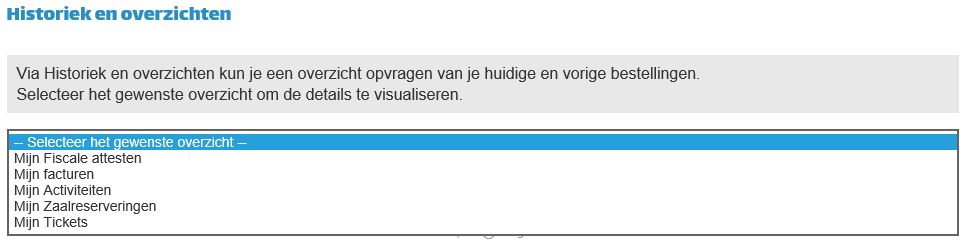 Historiek en overzichten
Via Historiek en overzichten kun je een overzicht opvragen van je huidige en vorige bestellingen.
Selecteer het gewenste overzicht om de details te visualiseren.
-- Selecteer het gewenste overzicht --
Mijn Fiscale attesten
Mijn facturen
Mijn Activiteiten
Mijn Zaalreserveringen
Mijn Tickets